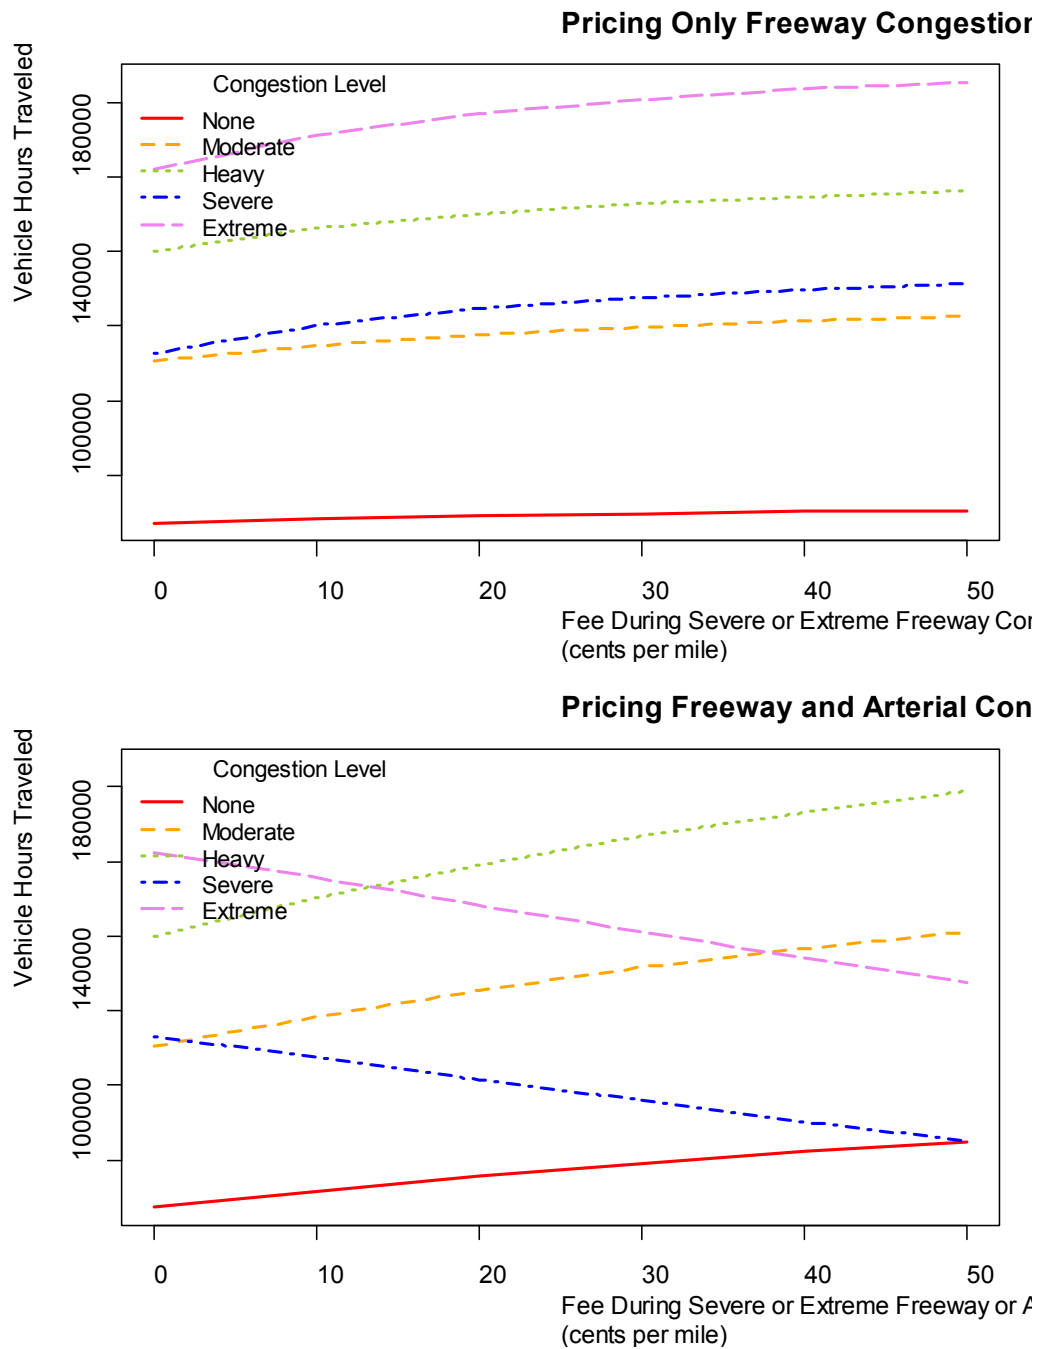 Pricing Only Freeway Congestion
Vehicle Hours Traveled
180000
140000
100000
Congestion Level
None
Moderate
Heavy
Severe
Extreme
0 10 20 30 40 50
Fee During Severe or Extreme Freeway Con
(cents per mile)
Pricing Freeway and Arterial Con
Vehicle Hours Traveled
180000
140000
100000
Congestion Level
None
Moderate
Heavy
Severe
Extreme
0 10 20 30 40 50
Fee During Severe or Extreme Freeway or A
(cents per mile)